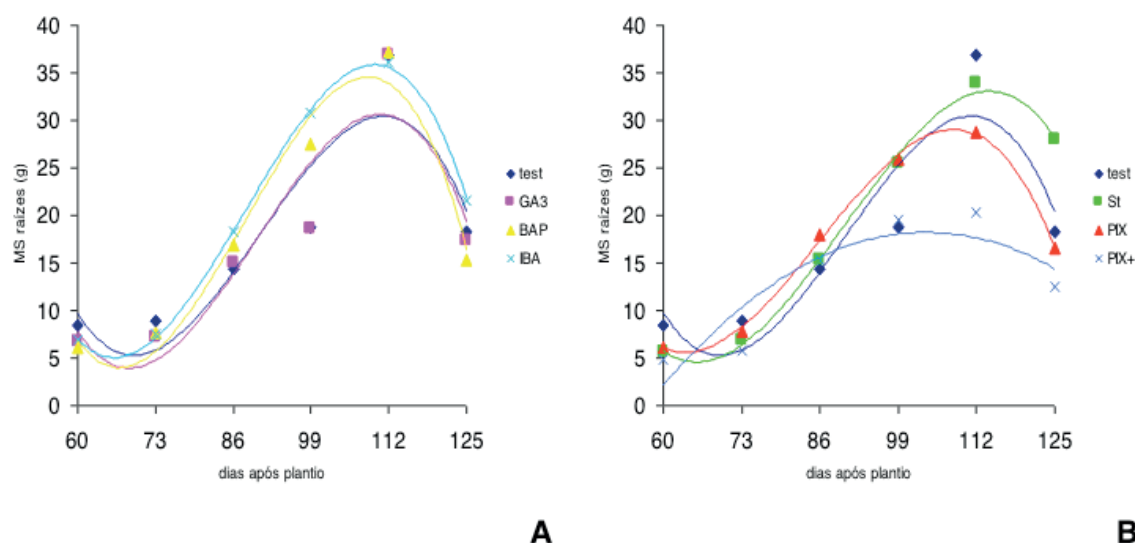 40
35
30
25
20
15
10
5
0
MS raízes (g)
60 73 86 99 112 125
dias após plantio
test
GA3
BAP
IBA
A
40
35
30
25
20
15
10
5
0
MS raízes (g)
60 73 86 99 112 125
dias após plantio
test
St
PIX
PIX+
B